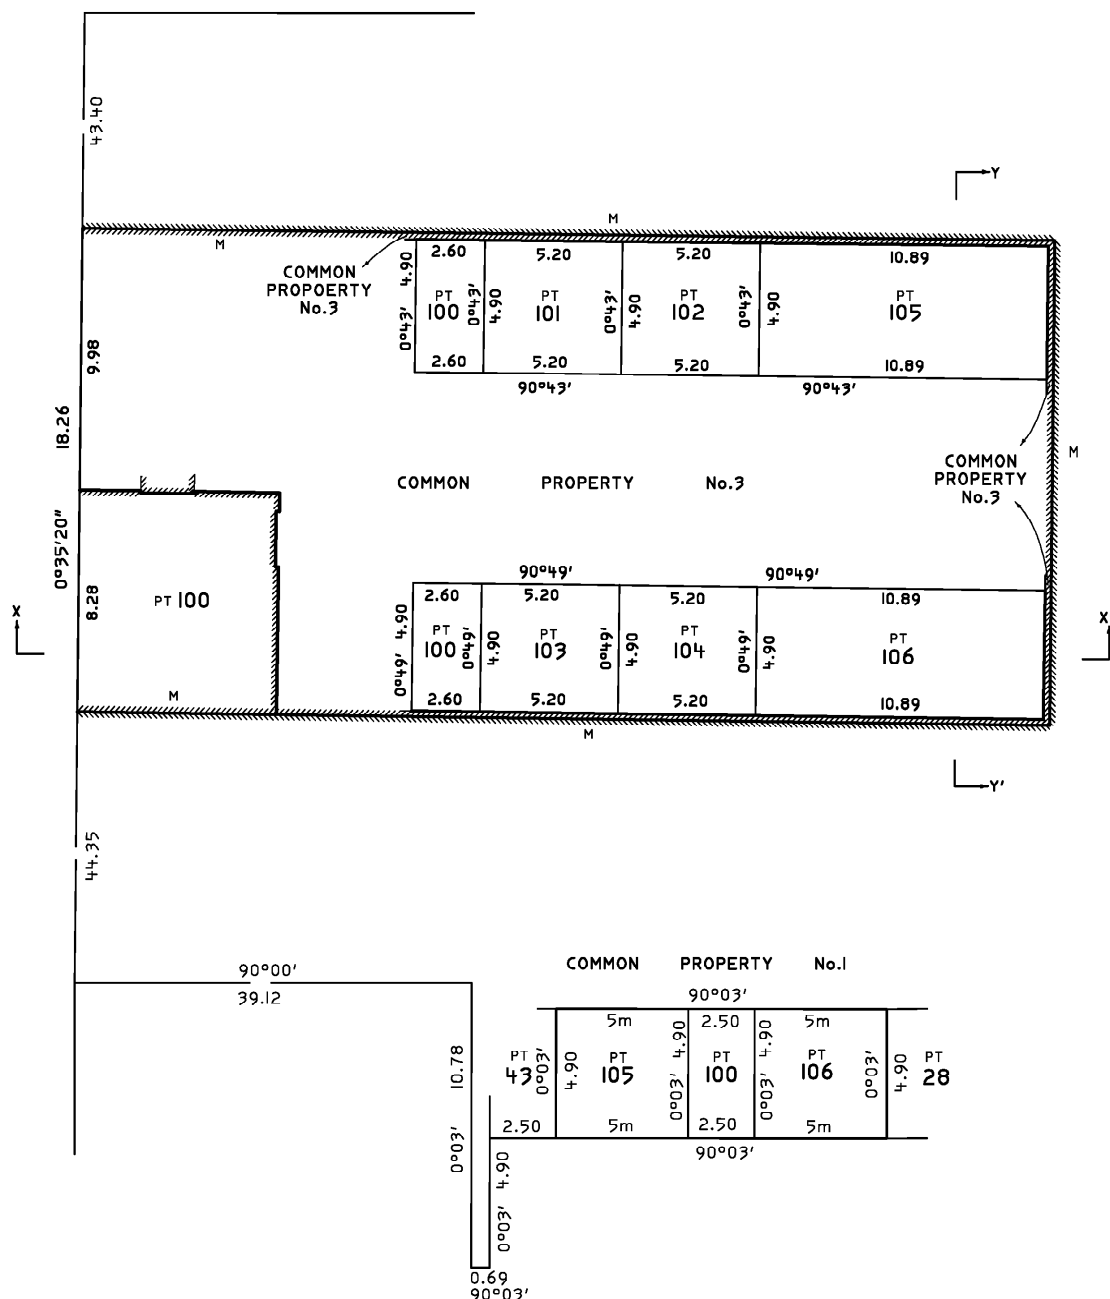 43.40
Y
M
M
COMMON
PROPOERTY
No.3
2.60
5.20
5.20
10.89
4.90
0°43'
PT
100
0°43'
4.90
PT
101
0°43'
4.90
PT
102
0°43'
4.90
PT
105
2.60
5.20
5.20
10.89
90°43'
90°43'
9.98
18.26
0°35'20"
M
COMMON
PROPERTY
No.3
COMMON PROPERTY No.3
90°49'
90°49'
8.28
PT 100
M
X
X
2.60
5.20
5.20
10.89
4.90
0°49'
PT
100
0°49'
4.90
PT
103
0°49'
4.90
PT
104
0°49'
4.90
PT
106
2.60
5.20
5.20
10.89
M
Y'
44.35
COMMON PROPERTY No.1
90°00'
39.12
90°03'
5m
2.50
5m
10.78
0°03'
PT
43
0°03'
4.90
PT
105
4.90
0°03'
PT
100
4.90
0°03'
PT
106
0°03'
4.90
PT
28
2.50
5m
2.50
5m
90°03'
4.90
0°03'
0.69
90°03'